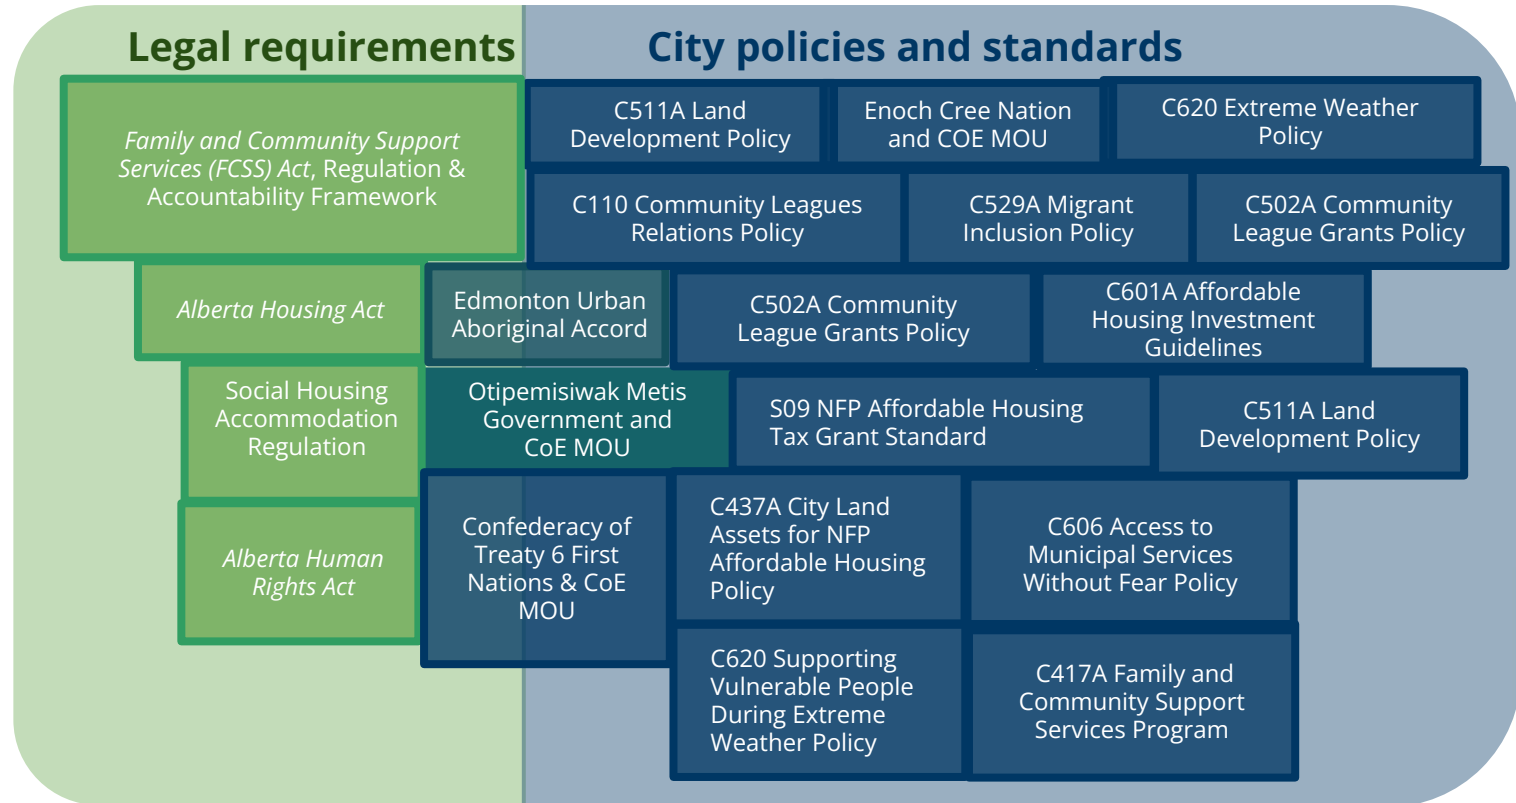 Legal requirements
City policies and standards
Family and Community Support
Services (FCSS) Act, Regulation &
Accountability Framework
C511A Land
Development Policy
Enoch Cree Nation
and COE MOU
C620 Extreme Weather
Policy
C110 Community Leagues
Relations Policy
C529A Migrant
Inclusion Policy
C502A Community
League Grants Policy
Alberta Housing Act
Edmonton Urban
Aboriginal Accord
C502A Community
League Grants Policy
C601A Affordable
Housing Investment
Guidelines
Social Housing
Accommodation
Regulation
Otipemisiwak Metis
Government and
CoE MOU
S09 NFP Affordable Housing
Tax Grant Standard
C511A Land
Development Policy
Alberta Human
Rights Act
Confederacy of
Treaty 6 First
Nations & CoE
MOU
C437A City Land
Assets for NFP
Affordable Housing
Policy
C606 Access to
Municipal Services
Without Fear Policy
C620 Supporting
Vulnerable People
During Extreme
Weather Policy
C417A Family and
Community Support
Services Program